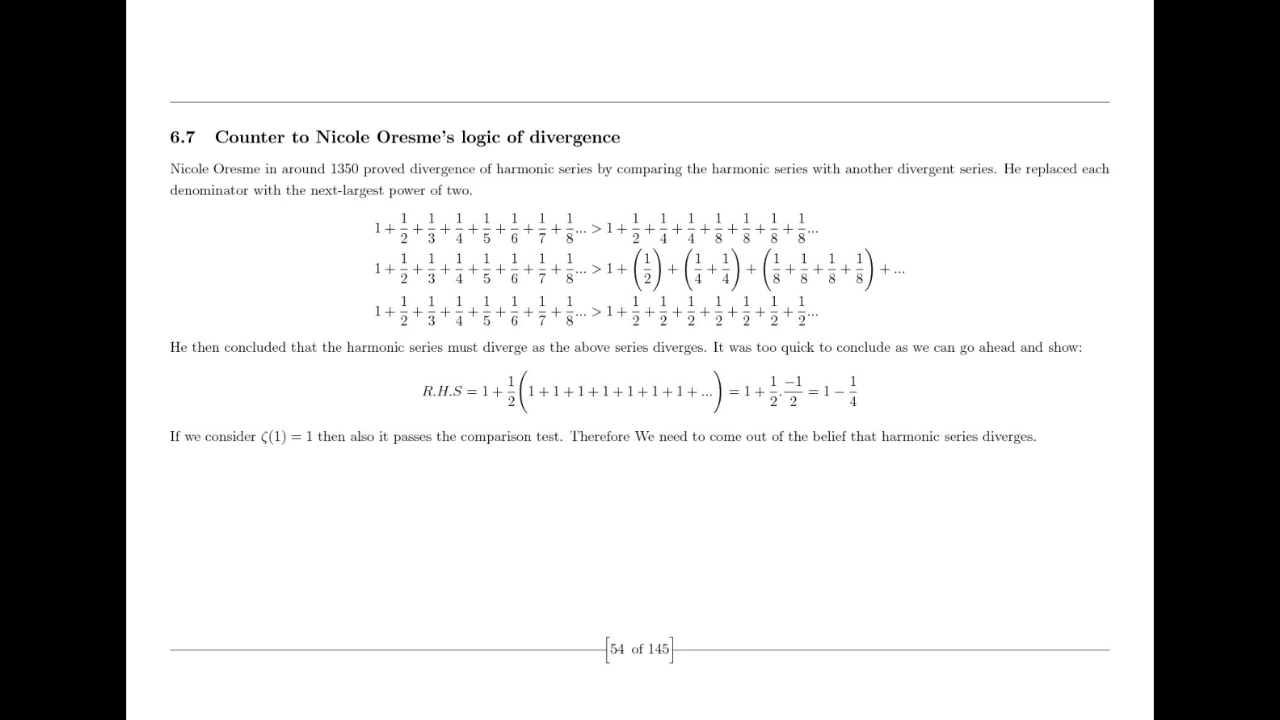 6.7 Counter to Nicole Oresme's logic of divergence
Nicole Oresme in around 1350 proved divergence of harmonic series by comparing the harmonic series with another divergent series. He replaced each
denominator with the next-largest power of two.
1 + 1/2 + 1/3 + 1/4 + 1/5 + 1/6 + 1/7 + 1/8 ... > 1 + 1/2 + 1/4 + 1/4 + 1/8 + 1/8 + 1/8 + 1/8 ...
1 + 1/2 + 1/3 + 1/4 + 1/5 + 1/6 + 1/7 + 1/8 ... > 1 + (1/2) + (1/4 + 1/4) + (1/8 + 1/8 + 1/8 + 1/8) + ...
1 + 1/2 + 1/3 + 1/4 + 1/5 + 1/6 + 1/7 + 1/8 ... > 1 + 1/2 + 1/2 + 1/2 + 1/2 + 1/2 + 1/2 + 1/2 ...
He then concluded that the harmonic series must diverge as the above series diverges. It was too quick to conclude as we can go ahead and show:
R.H.S = 1 + 1/2 (1 + 1 + 1 + 1 + 1 + 1 + 1 + ...) = 1 + 1/2 . -1/2 = 1 - 1/4
If we consider ζ(1) = 1 then also it passes the comparison test. Therefore We need to come out of the belief that harmonic series diverges.
[54 of 145]